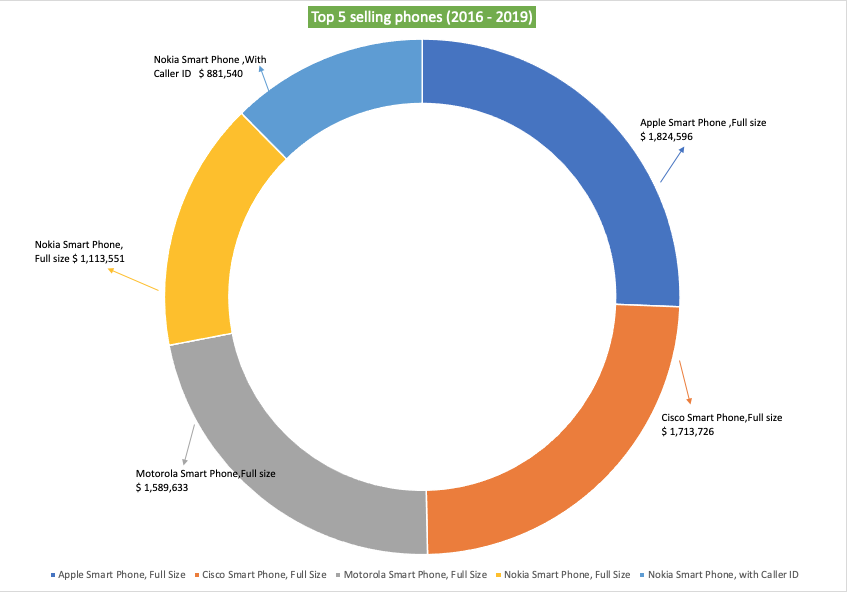 Top 5 selling phones (2016 - 2019)
Nokia Smart Phone ,With
Caller ID $ 881,540
Apple Smart Phone ,Full size
$ 1,824,596
Nokia Smart Phone,
Full size $ 1,113,551
Cisco Smart Phone,Full size
$ 1,713,726
Motorola Smart Phone,Full size
$ 1,589,633
Apple Smart Phone, Full Size Cisco Smart Phone, Full Size Motorola Smart Phone, Full Size Nokia Smart Phone, Full Size Nokia Smart Phone, with Caller ID